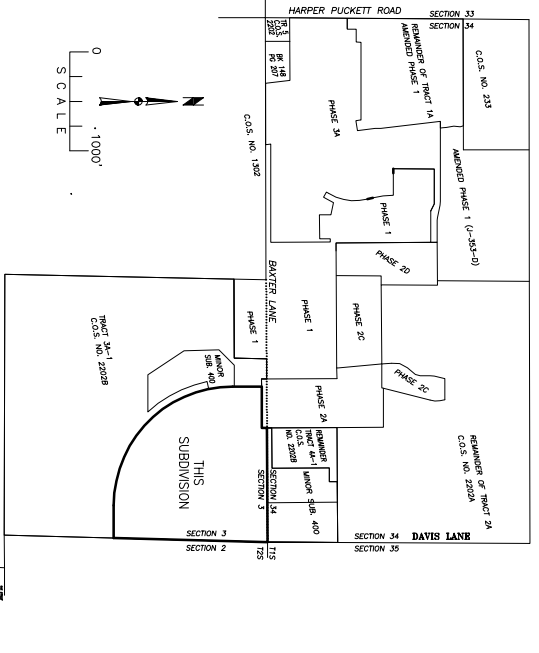 HARPER PUCKETT ROAD
SECTION 33
SECTION 34
TR. 5
C.O.S.
2202
BK 148
PG 207
REMAINDER OF TRACT 1A
AMENDED PHASE 1
C.O.S. NO. 233
PHASE 3A
C.O.S. NO. 1302
0
1000'
SCALE
N
AMENDED PHASE 1 (J-353-D)
PHASE 1
PHASE 2D
BAXTER LANE
PHASE 1
PHASE 1
PHASE 2C
PHASE 2C
TRACT 3A-1
C.O.S. NO. 2202B
MINOR
SUB. 400
PHASE 2A
REMAINDER
TRACT 4A-1
C.O.S.
NO. 2202B
REMAINDER OF TRACT 2A
C.O.S. NO. 2202A
THIS
SUBDIVISION
SECTION 3
SECTION 34
MINOR SUB. 400
SECTION 3
SECTION 2
T2S
T1S
SECTION 34
SECTION 35
DAVIS LANE